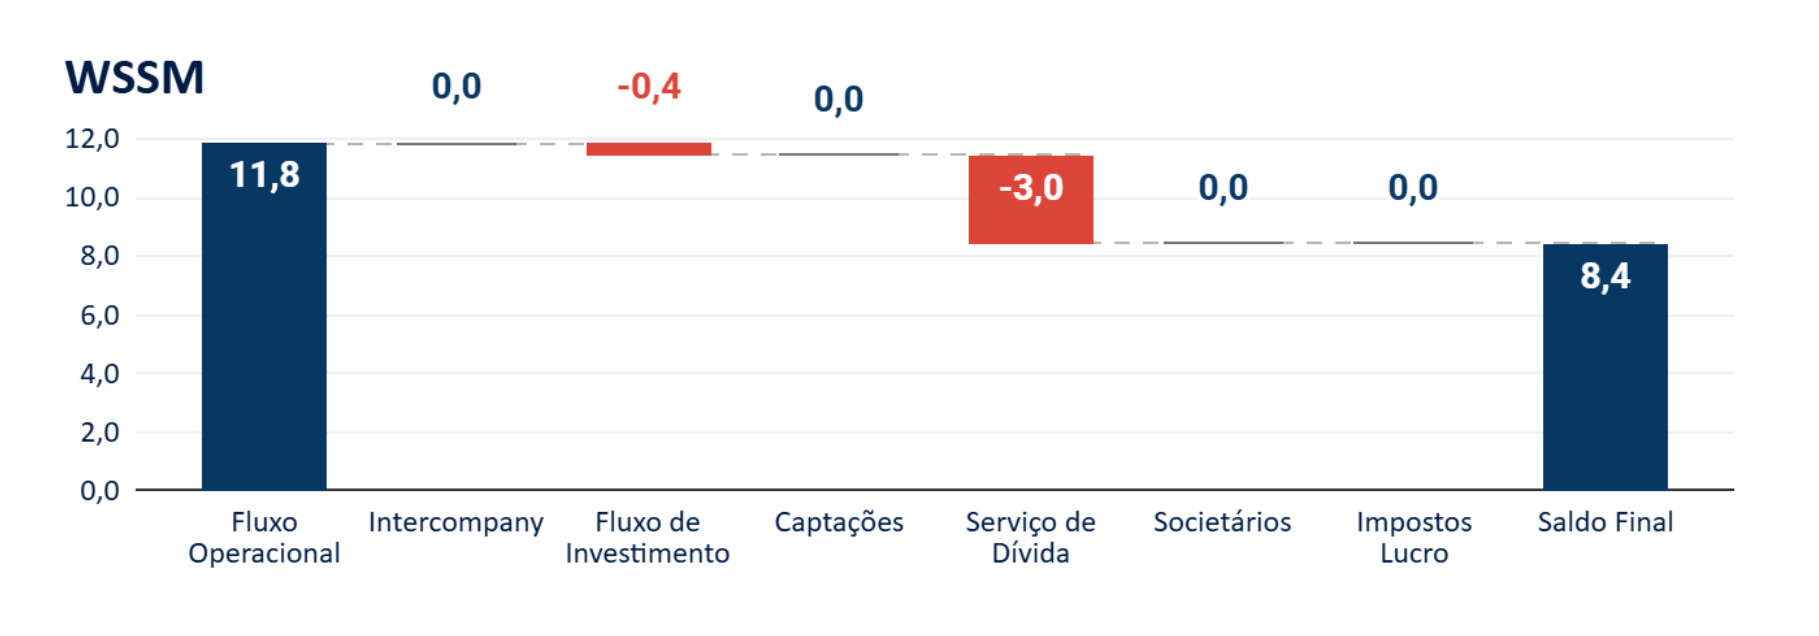 WSSM
0,0
-0,4
0,0
12,0
11,8
10,0
-3,0
0,0
0,0
8,0
8,4
6,0
4,0
2,0
0,0
Fluxo
Operacional
Intercompany
Fluxo de
Investimento
Captações
Serviço de
Dívida
Societários
Impostos
Lucro
Saldo Final